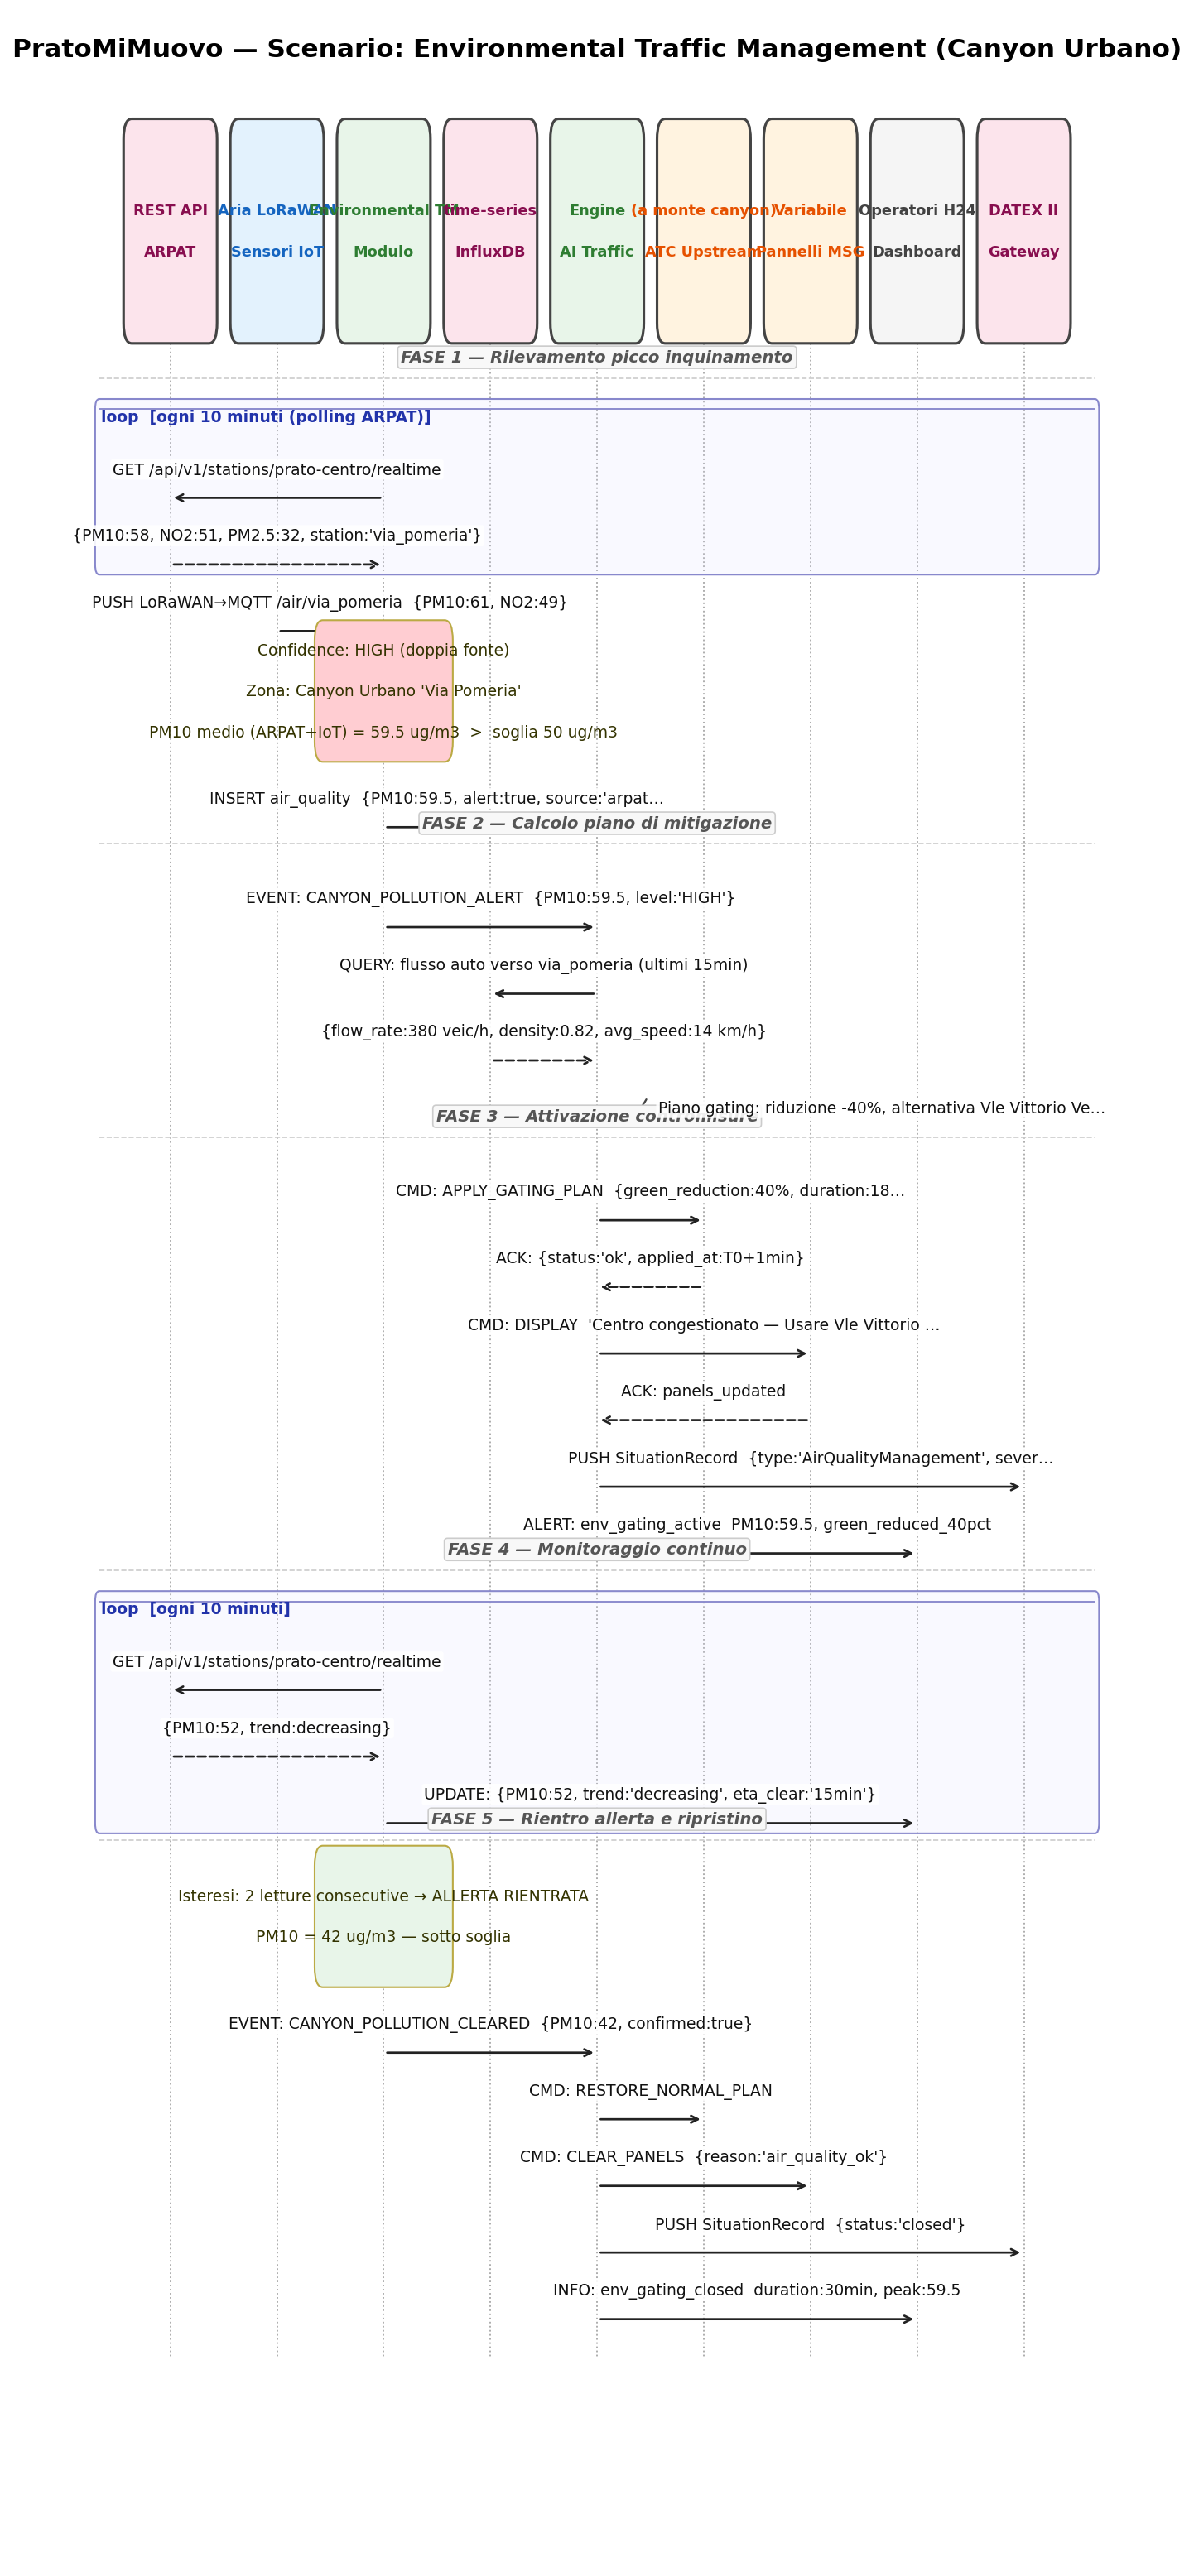 PratoMiMuovo — Scenario: Environmental Traffic Management (Canyon Urbano)
REST API
ARPAT
Aria LoRaWAN
Sensori IoT
Environmental TM
Modulo
time-series
InfluxDB
Engine
AI Traffic
(a monte canyon)
ATC Upstream
Variabile
Pannelli MSG
Operatori H24
Dashboard
DATEX II
Gateway
FASE 1 — Rilevamento picco inquinamento
loop [ogni 10 minuti (polling ARPAT)]
GET /api/v1/stations/prato-centro/realtime
{PM10:58, NO2:51, PM2.5:32, station:'via_pomeria'}
PUSH LoRaWAN→MQTT /air/via_pomeria {PM10:61, NO2:49}
Confidence: HIGH (doppia fonte)
Zona: Canyon Urbano 'Via Pomeria'
PM10 medio (ARPAT+IoT) = 59.5 ug/m3 > soglia 50 ug/m3
INSERT air_quality {PM10:59.5, alert:true, source:'arpat…
FASE 2 — Calcolo piano di mitigazione
EVENT: CANYON_POLLUTION_ALERT {PM10:59.5, level:'HIGH'}
QUERY: flusso auto verso via_pomeria (ultimi 15min)
{flow_rate:380 veic/h, density:0.82, avg_speed:14 km/h}
Piano gating: riduzione -40%, alternativa Vle Vittorio Ve…
FASE 3 — Attivazione contromisure
CMD: APPLY_GATING_PLAN {green_reduction:40%, duration:18…
ACK: {status:'ok', applied_at:T0+1min}
CMD: DISPLAY 'Centro congestionato — Usare Vle Vittorio …
ACK: panels_updated
PUSH SituationRecord {type:'AirQualityManagement', sever…
ALERT: env_gating_active PM10:59.5, green_reduced_40pct
FASE 4 — Monitoraggio continuo
loop [ogni 10 minuti]
GET /api/v1/stations/prato-centro/realtime
{PM10:52, trend:decreasing}
UPDATE: {PM10:52, trend:'decreasing', eta_clear:'15min'}
FASE 5 — Rientro allerta e ripristino
Isteresi: 2 letture consecutive → ALLERTA RIENTRATA
PM10 = 42 ug/m3 — sotto soglia
EVENT: CANYON_POLLUTION_CLEARED {PM10:42, confirmed:true}
CMD: RESTORE_NORMAL_PLAN
CMD: CLEAR_PANELS {reason:'air_quality_ok'}
PUSH SituationRecord {status:'closed'}
INFO: env_gating_closed duration:30min, peak:59.5